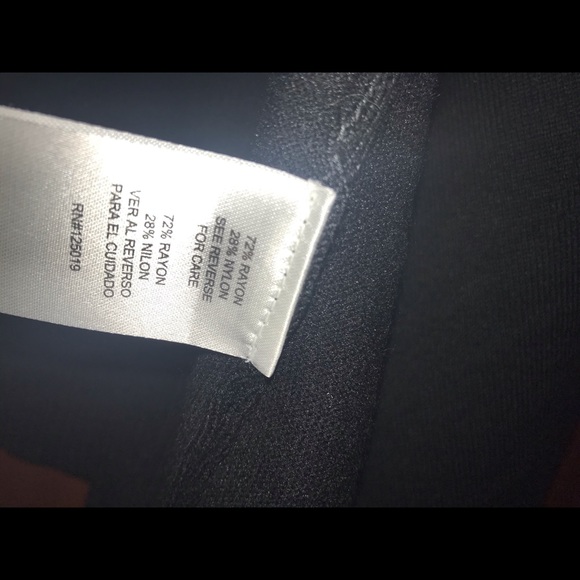 72% RAYON
28% NYLON
SEE REVERSE
FOR CARE
72% RAYON
28% NILON
VER AL REVERSO
PARA EL CUIDADO
RN#125019